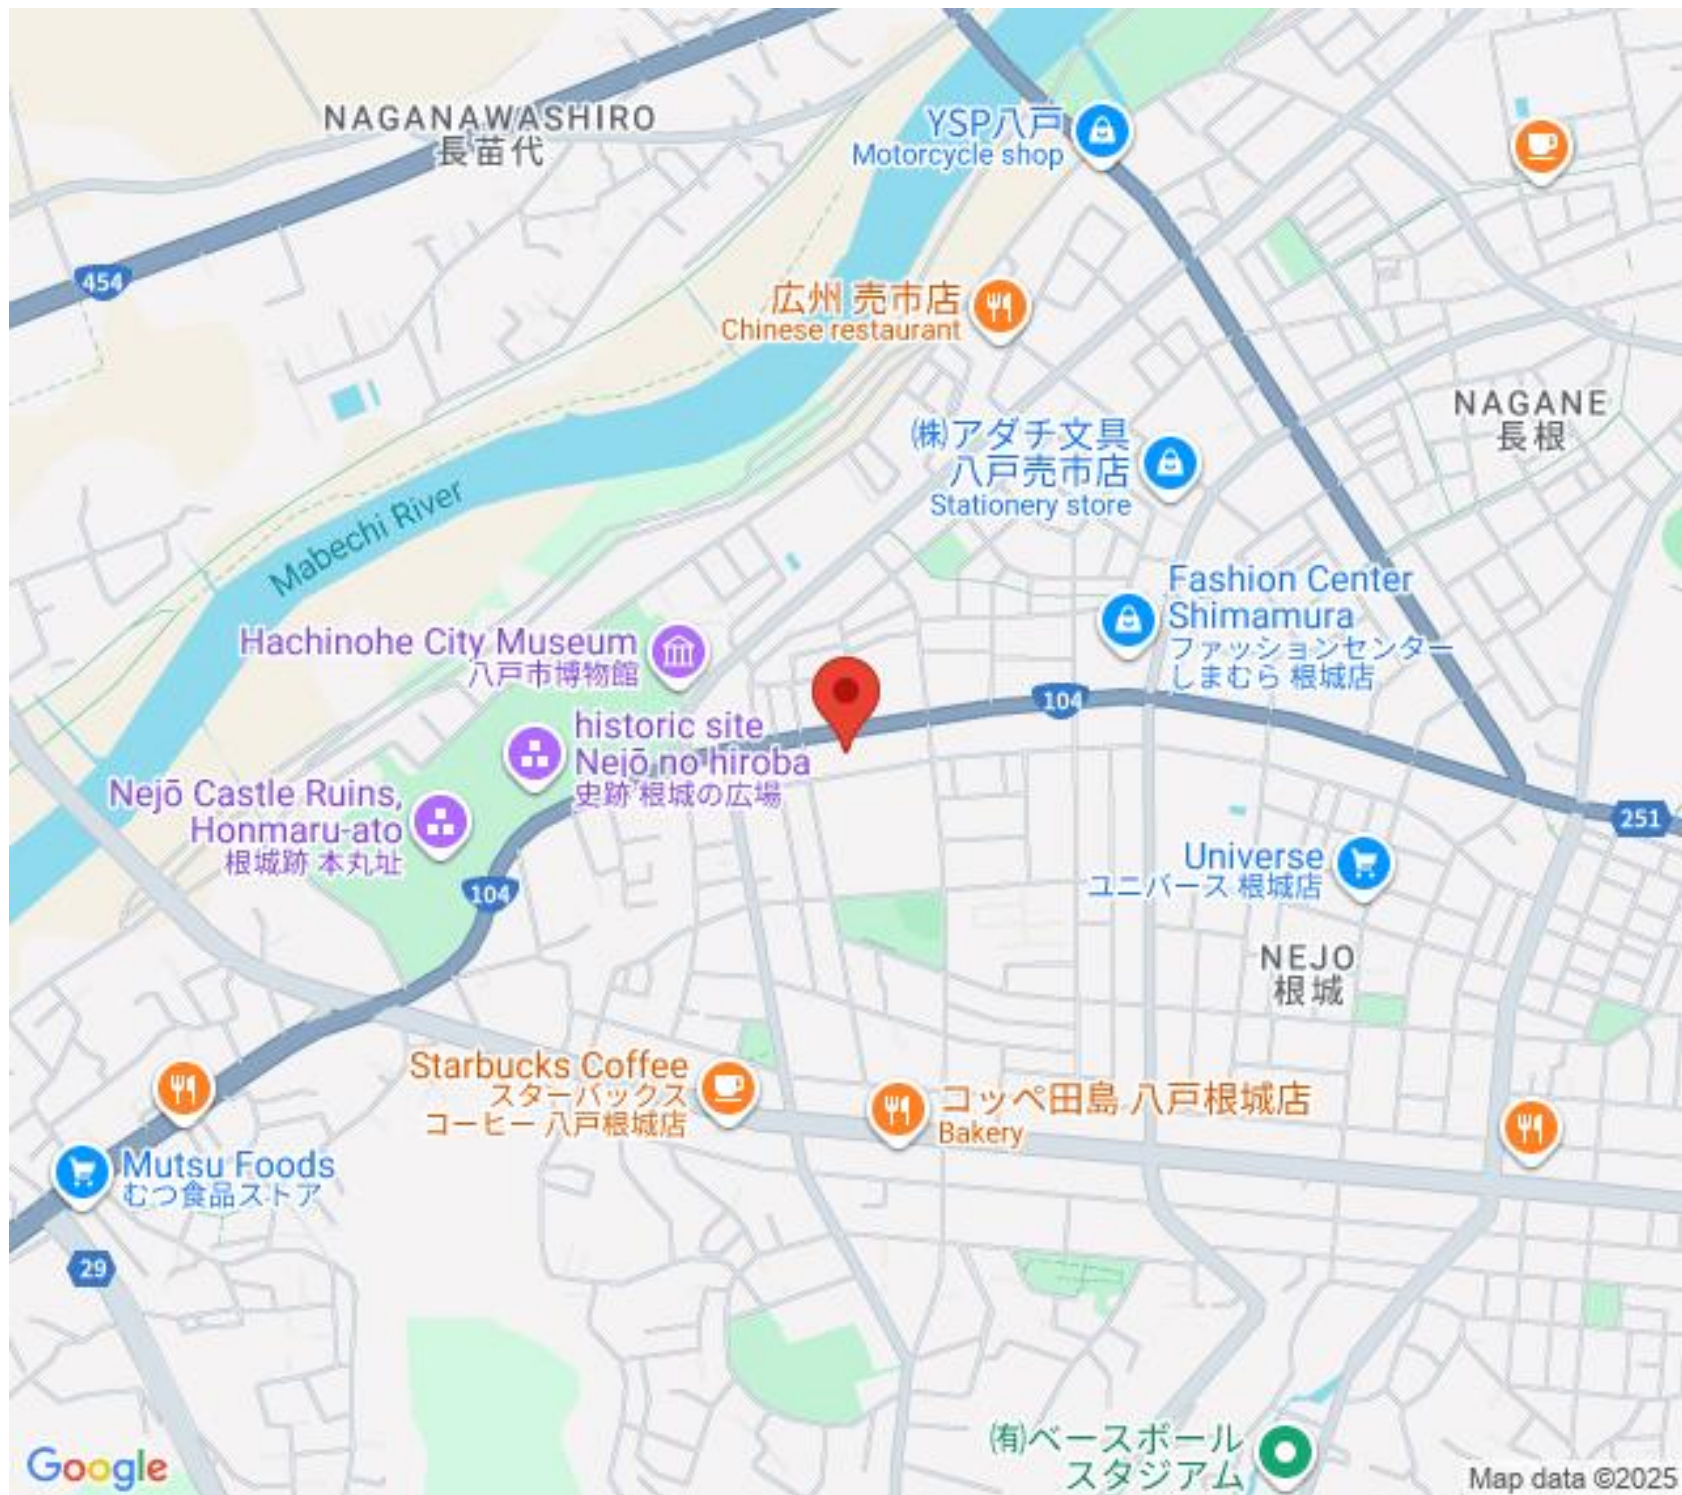 NAGANAWASHIRO
長苗代
YSP八戸
Motorcycle shop
454
広州 売市店
Chinese restaurant
NAGANE
長根
㈱アダチ文具
八戸売市店
Stationery store
Mabechi River
Fashion Center
Shimamura
ファッションセンター
しまむら 根城店
Hachinohe City Museum
八戸市博物館
104
historic site
Nejō no hiroba
史跡 根城の広場
Nejō Castle Ruins,
Honmaru-ato
根城跡 本丸址
251
104
Universe
ユニバース 根城店
NEJO
根城
Starbucks Coffee
スターバックス
コーヒー 八戸根城店
コッペ田島 八戸根城店
Bakery
Mutsu Foods
むつ食品ストア
29
㈲ベースボール
スタジアム
Google
Map data ©2025